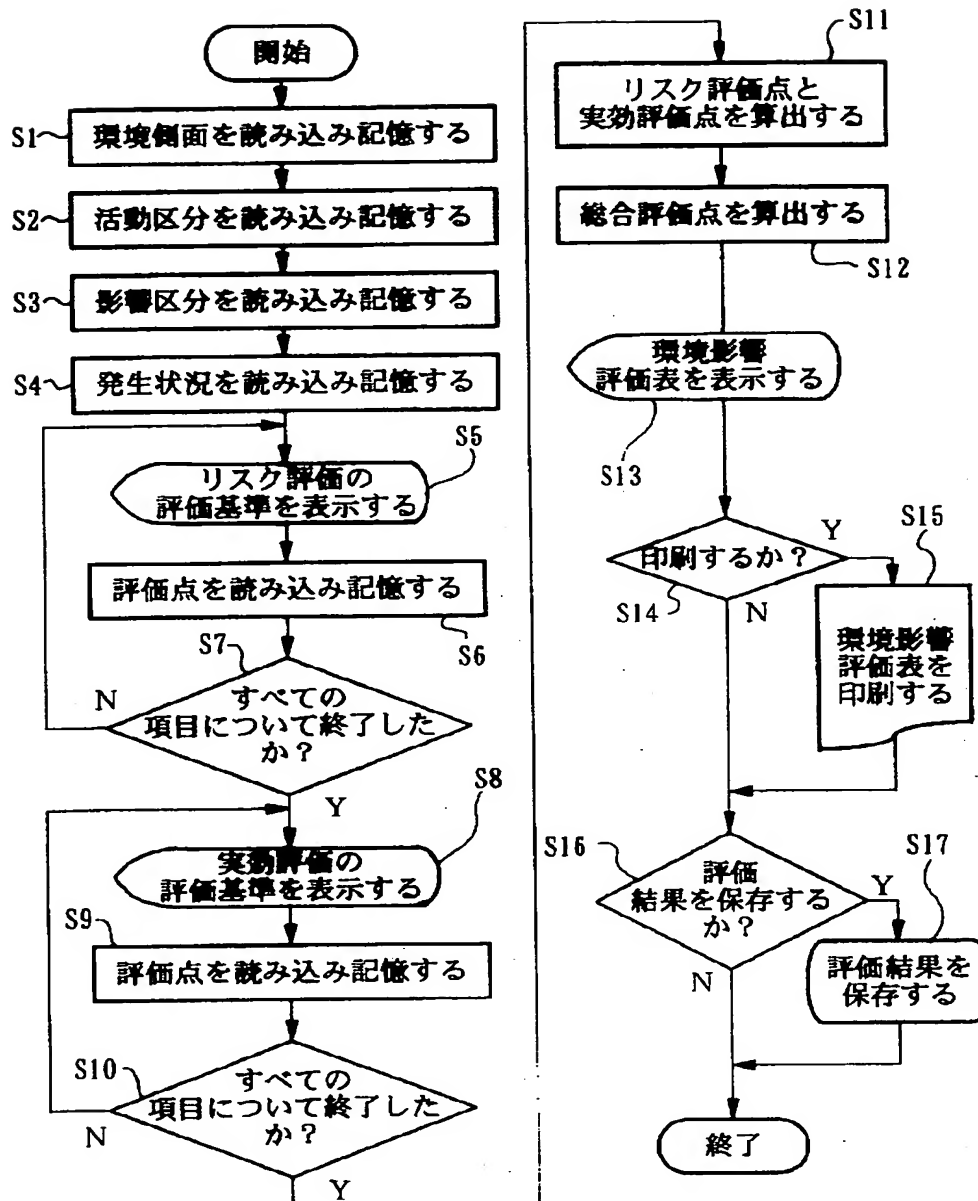 開始
S1
環境側面を読み込み記憶する
S2
活動区分を読み込み記憶する
S3
影響区分を読み込み記憶する
S4
発生状況を読み込み記憶する
S5
リスク評価の
評価基準を表示する
評価点を読み込み記憶する
S6
S7
すべての
項目について終了した
か?
N
Y
S8
実効評価の
評価基準を表示する
S9
評価点を読み込み記憶する
S10
すべての
項目について終了した
か?
N
Y
S11
リスク評価点と
実効評価点を算出する
総合評価点を算出する
S12
環境影響
評価表を表示する
S13
印刷するか?
Y
S14
N
S15
環境影響
評価表を
印刷する
S16
評価
結果を保存する
か?
Y
N
S17
評価結果を
保存する
終了